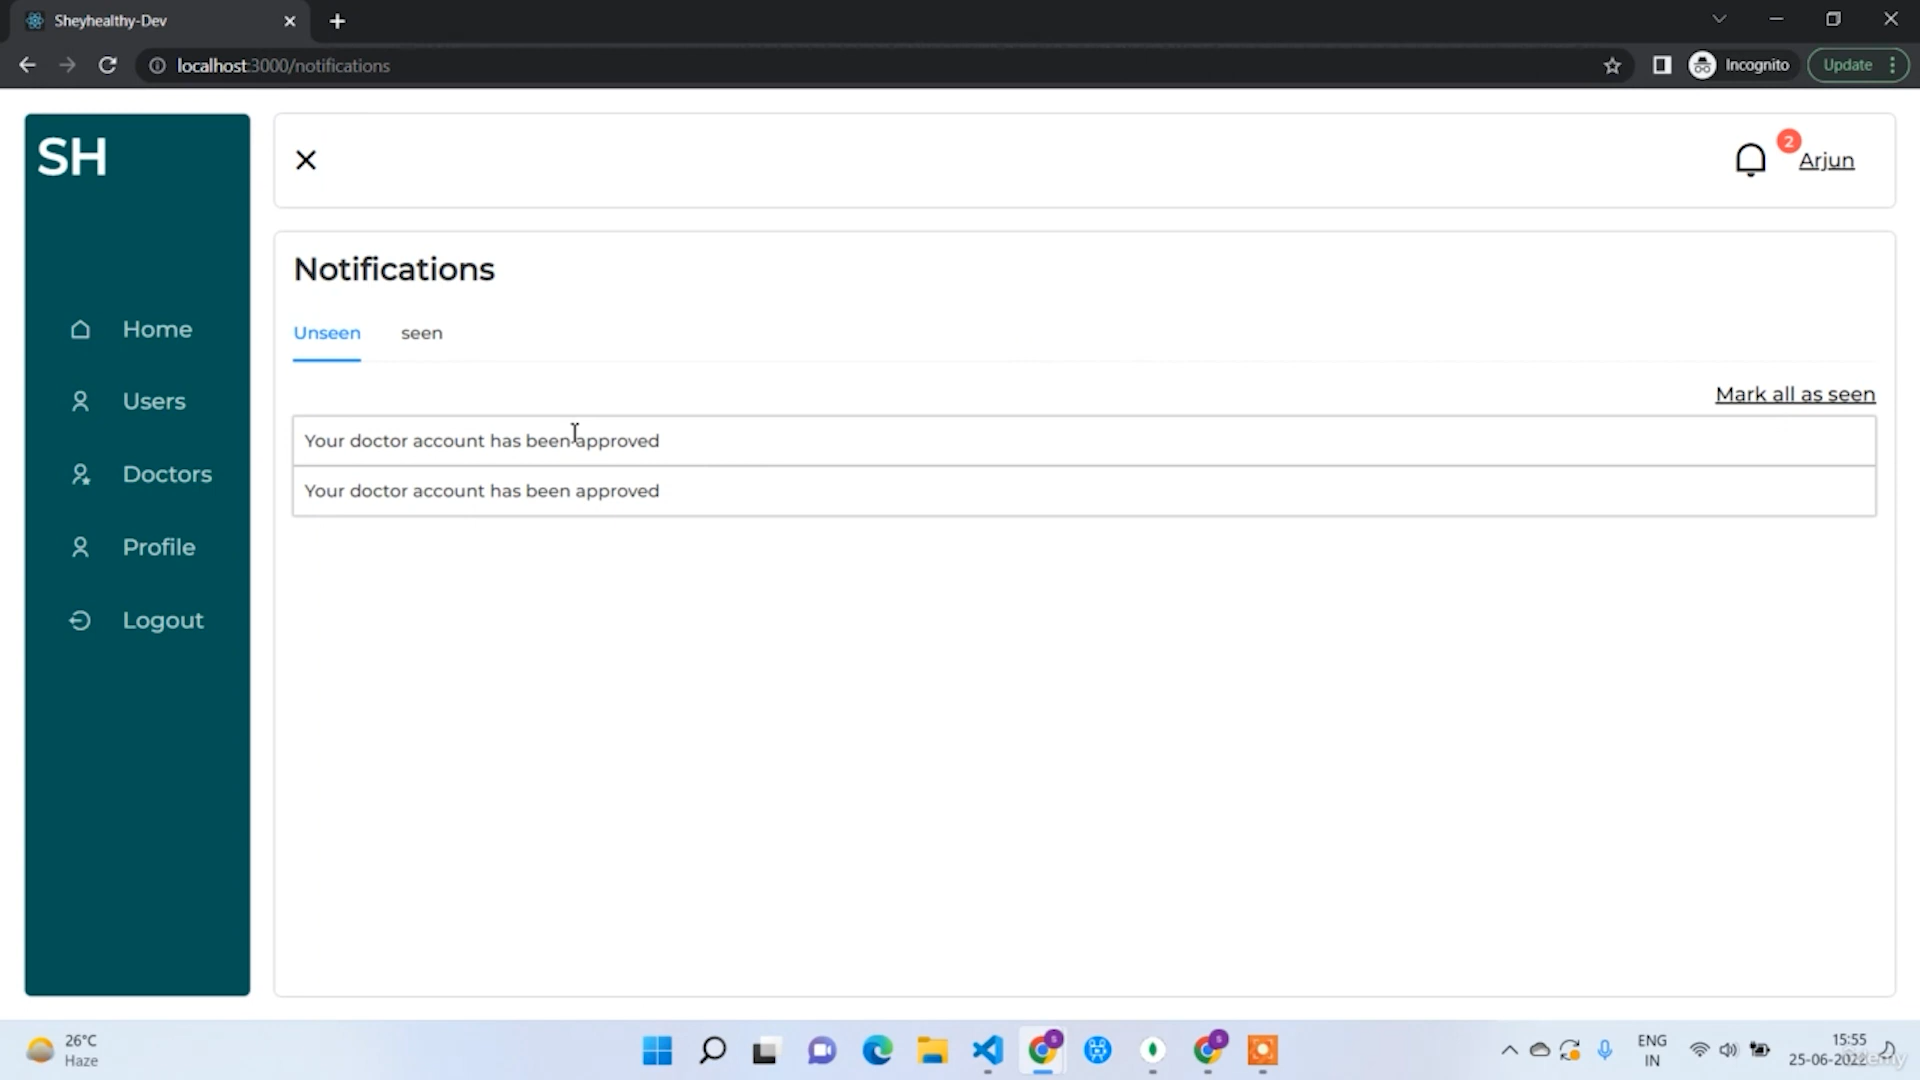 Sheyhealthy-Dev
localhost:3000/notifications
Incognito
Update
SH
2
Arjun
Home
Users
Doctors
Profile
Logout
Notifications
Unseen
seen
Mark all as seen
Your doctor account has been approved
Your doctor account has been approved
26°C
Haze
ENG
IN
15:55
25-06-2022